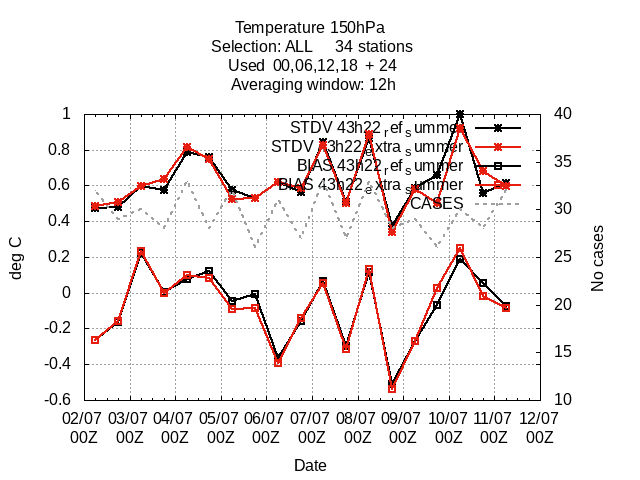 Temperature 150hPa
Selection: ALL 34 stations
Used 00,06,12,18 + 24
Averaging window: 12h
STDV 43h22_ref_summer
STDV 43h22_extra_summer
BIAS 43h22_ref_summer
BIAS 43h22_extra_summer
CASES
deg C
1
0.8
0.6
0.4
0.2
0
-0.2
-0.4
-0.6
40
35
30
25
20
15
10
No cases
02/07 03/07 04/07 05/07 06/07 07/07 08/07 09/07 10/07 11/07 12/07
00Z 00Z 00Z 00Z 00Z 00Z 00Z 00Z 00Z 00Z 00Z
Date